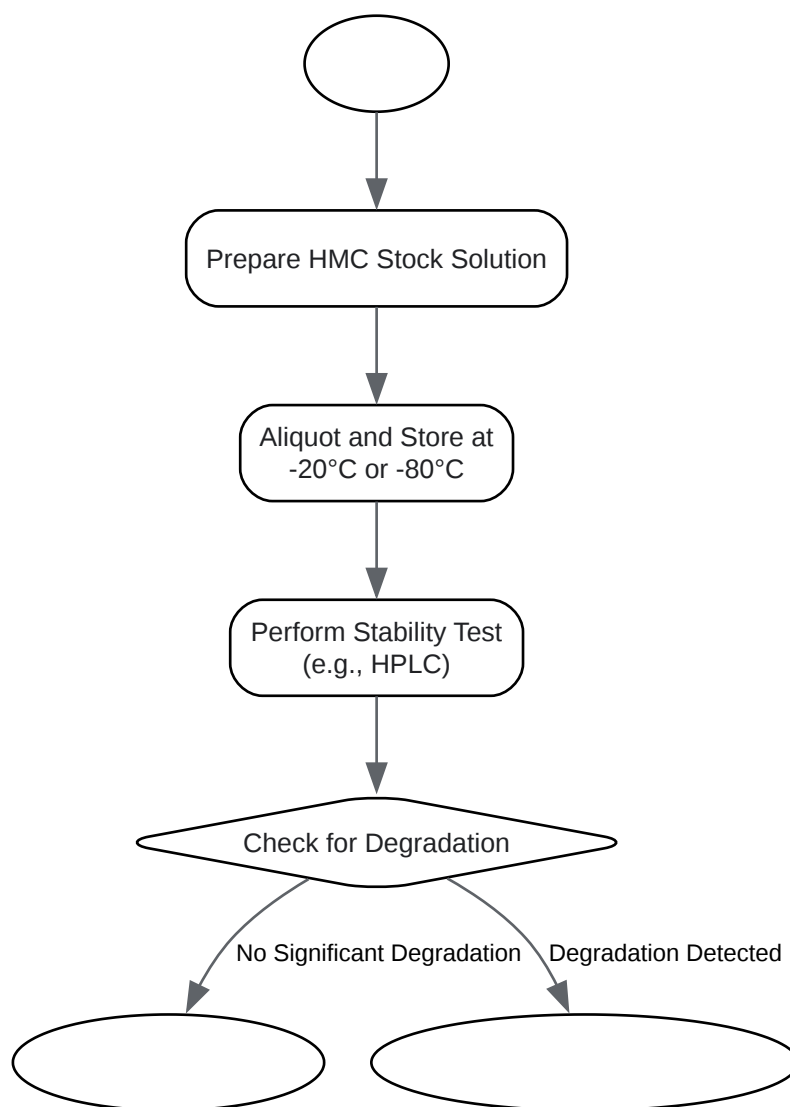 Prepare HMC Stock Solution
Aliquot and Store at
-20°C or -80°C
Perform Stability Test
(e.g., HPLC)
Check for Degradation
No Significant Degradation
Degradation Detected